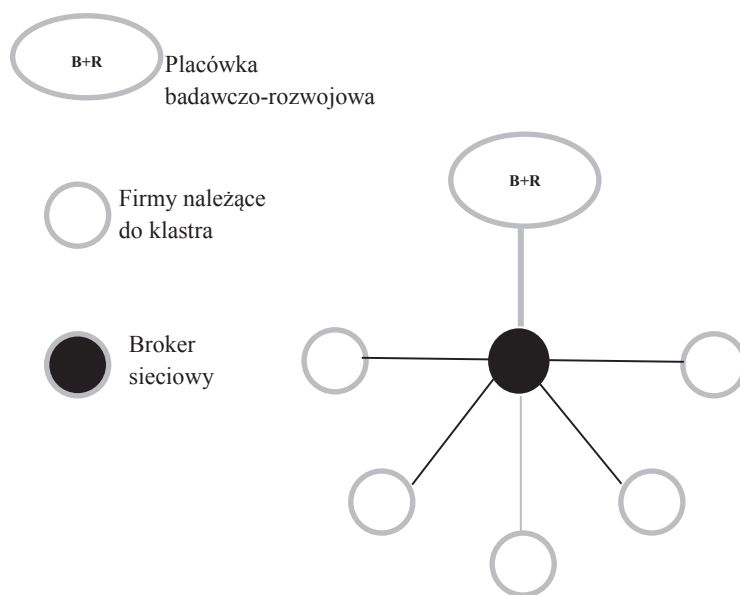 B+R
Placówka
badawczo-rozwojowa
B+R
Firmy należące
do klastra
Broker
sieciowy